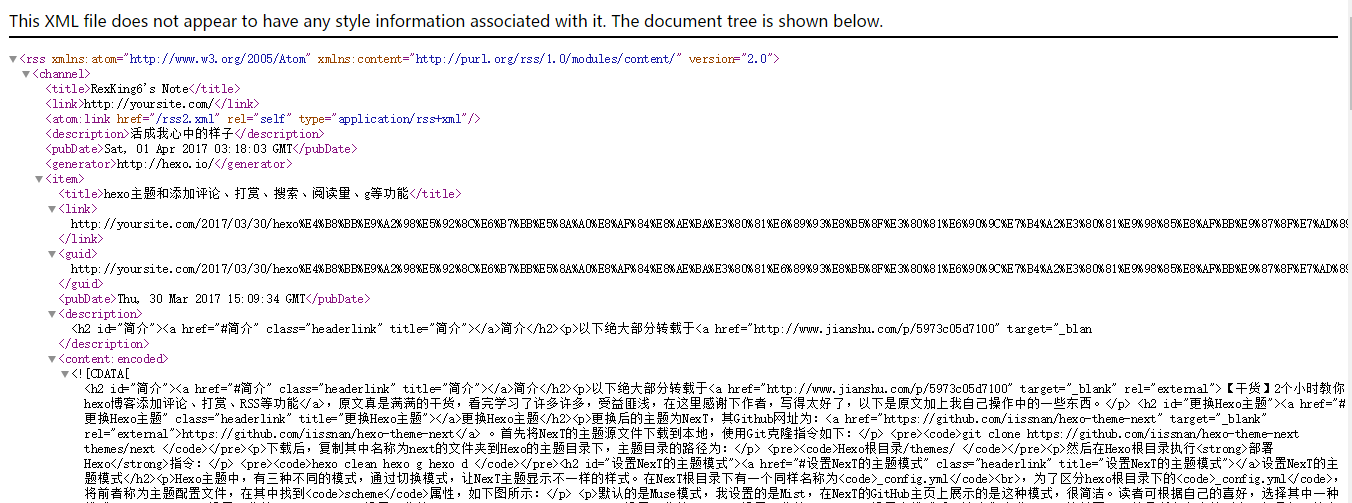 This XML file does not appear to have any style information associated with it. The document tree is shown below.
<rss xmlns:atom="http://www.w3.org/2005/Atom" xmlns:content="http://purl.org/rss/1.0/modules/content/" version="2.0">
<channel>
<title>RexKing6's Note</title>
<link>http://yoursite.com/</link>
<atom:link href="/rss2.xml" rel="self" type="application/rss+xml"/>
<description>活成我心中的样子</description>
<pubDate>Sat, 01 Apr 2017 03:18:03 GMT</pubDate>
<generator>http://hexo.io/</generator>
<item>
<title>hexo主题和添加评论、打赏、搜索、阅读量、g等功能</title>
<link>
http://yoursite.com/2017/03/30/hexo%E4%B8%BB%E9%A2%98%E5%92%8C%E6%B7%BB%E5%8A%A0%E8%AF%84%E8%AE%BA%E3%80%81%E6%89%93%E8%B5%8F%E3%80%81%E6%90%9C%E7%B4%A2%E3%80%81%E9%98%85%E8%AF%BB%E9%87%8F%E7%AD%89
</link>
<guid>
http://yoursite.com/2017/03/30/hexo%E4%B8%BB%E9%A2%98%E5%92%8C%E6%B7%BB%E5%8A%A0%E8%AF%84%E8%AE%BA%E3%80%81%E6%89%93%E8%B5%8F%E3%80%81%E6%90%9C%E7%B4%A2%E3%80%81%E9%98%85%E8%AF%BB%E9%87%8F%E7%AD%89
</guid>
<pubDate>Thu, 30 Mar 2017 15:09:34 GMT</pubDate>
<description>
<h2 id="简介"><a href="#简介" class="headerlink" title="简介"></a>简介</h2><p>以下绝大部分转载于<a href="http://www.jianshu.com/p/5973c05d7100" target="_blan
</description>
<content:encoded>
<![CDATA[
<h2 id="简介"><a href="#简介" class="headerlink" title="简介"></a>简介</h2><p>以下绝大部分转载于<a href="http://www.jianshu.com/p/5973c05d7100" target="_blank" rel="external">【干货】2个小时教你
hexo博客添加评论、打赏、RSS等功能</a>，原文真是满满的干货，看完学习了许多许多，受益匪浅，在这里感谢下作者，写得太好了，以下是原文加上我自己操作中的一些东西。</p> <h2 id="更换Hexo主题"><a href="#
更换Hexo主题" class="headerlink" title="更换Hexo主题"></a>更换Hexo主题</h2><p>更换后的主题为NexT，其Github网址为：<a href="https://github.com/iissnan/hexo-theme-next" target="_blank"
rel="external">https://github.com/iissnan/hexo-theme-next</a> 。首先将NexT的主题源文件下载到本地，使用Git克隆指令如下：</p> <pre><code>git clone https://github.com/iissnan/hexo-theme-next
themes/next </code></pre><p>下载后，复制其中名称为next的文件夹到Hexo的主题目录下，主题目录的路径为：</p> <pre><code>Hexo根目录/themes/ </code></pre><p>然后在Hexo根目录执行<strong>部署
Hexo</strong>指令：</p> <pre><code>hexo clean hexo g hexo d </code></pre><h2 id="设置NexT的主题模式"><a href="#设置NexT的主题模式" class="headerlink" title="设置NexT的主题模式"></a>设置NexT的主
题模式</h2><p>Hexo主题中，有三种不同的模式，通过切换模式，让NexT主题显示不一样的样式。在NexT根目录下有一个同样名称为<code>_config.yml</code><br>，为了区分hexo根目录下的<code>_config.yml</code>，
将前者称为主题配置文件，在其中找到<code>scheme</code>属性，如下图所示：</p> <p>默认的是Muse模式，我设置的是Mist，在NexT的GitHub主页上展示的是这种模式，很简洁。读者可根据自己的喜好，选择其中一种